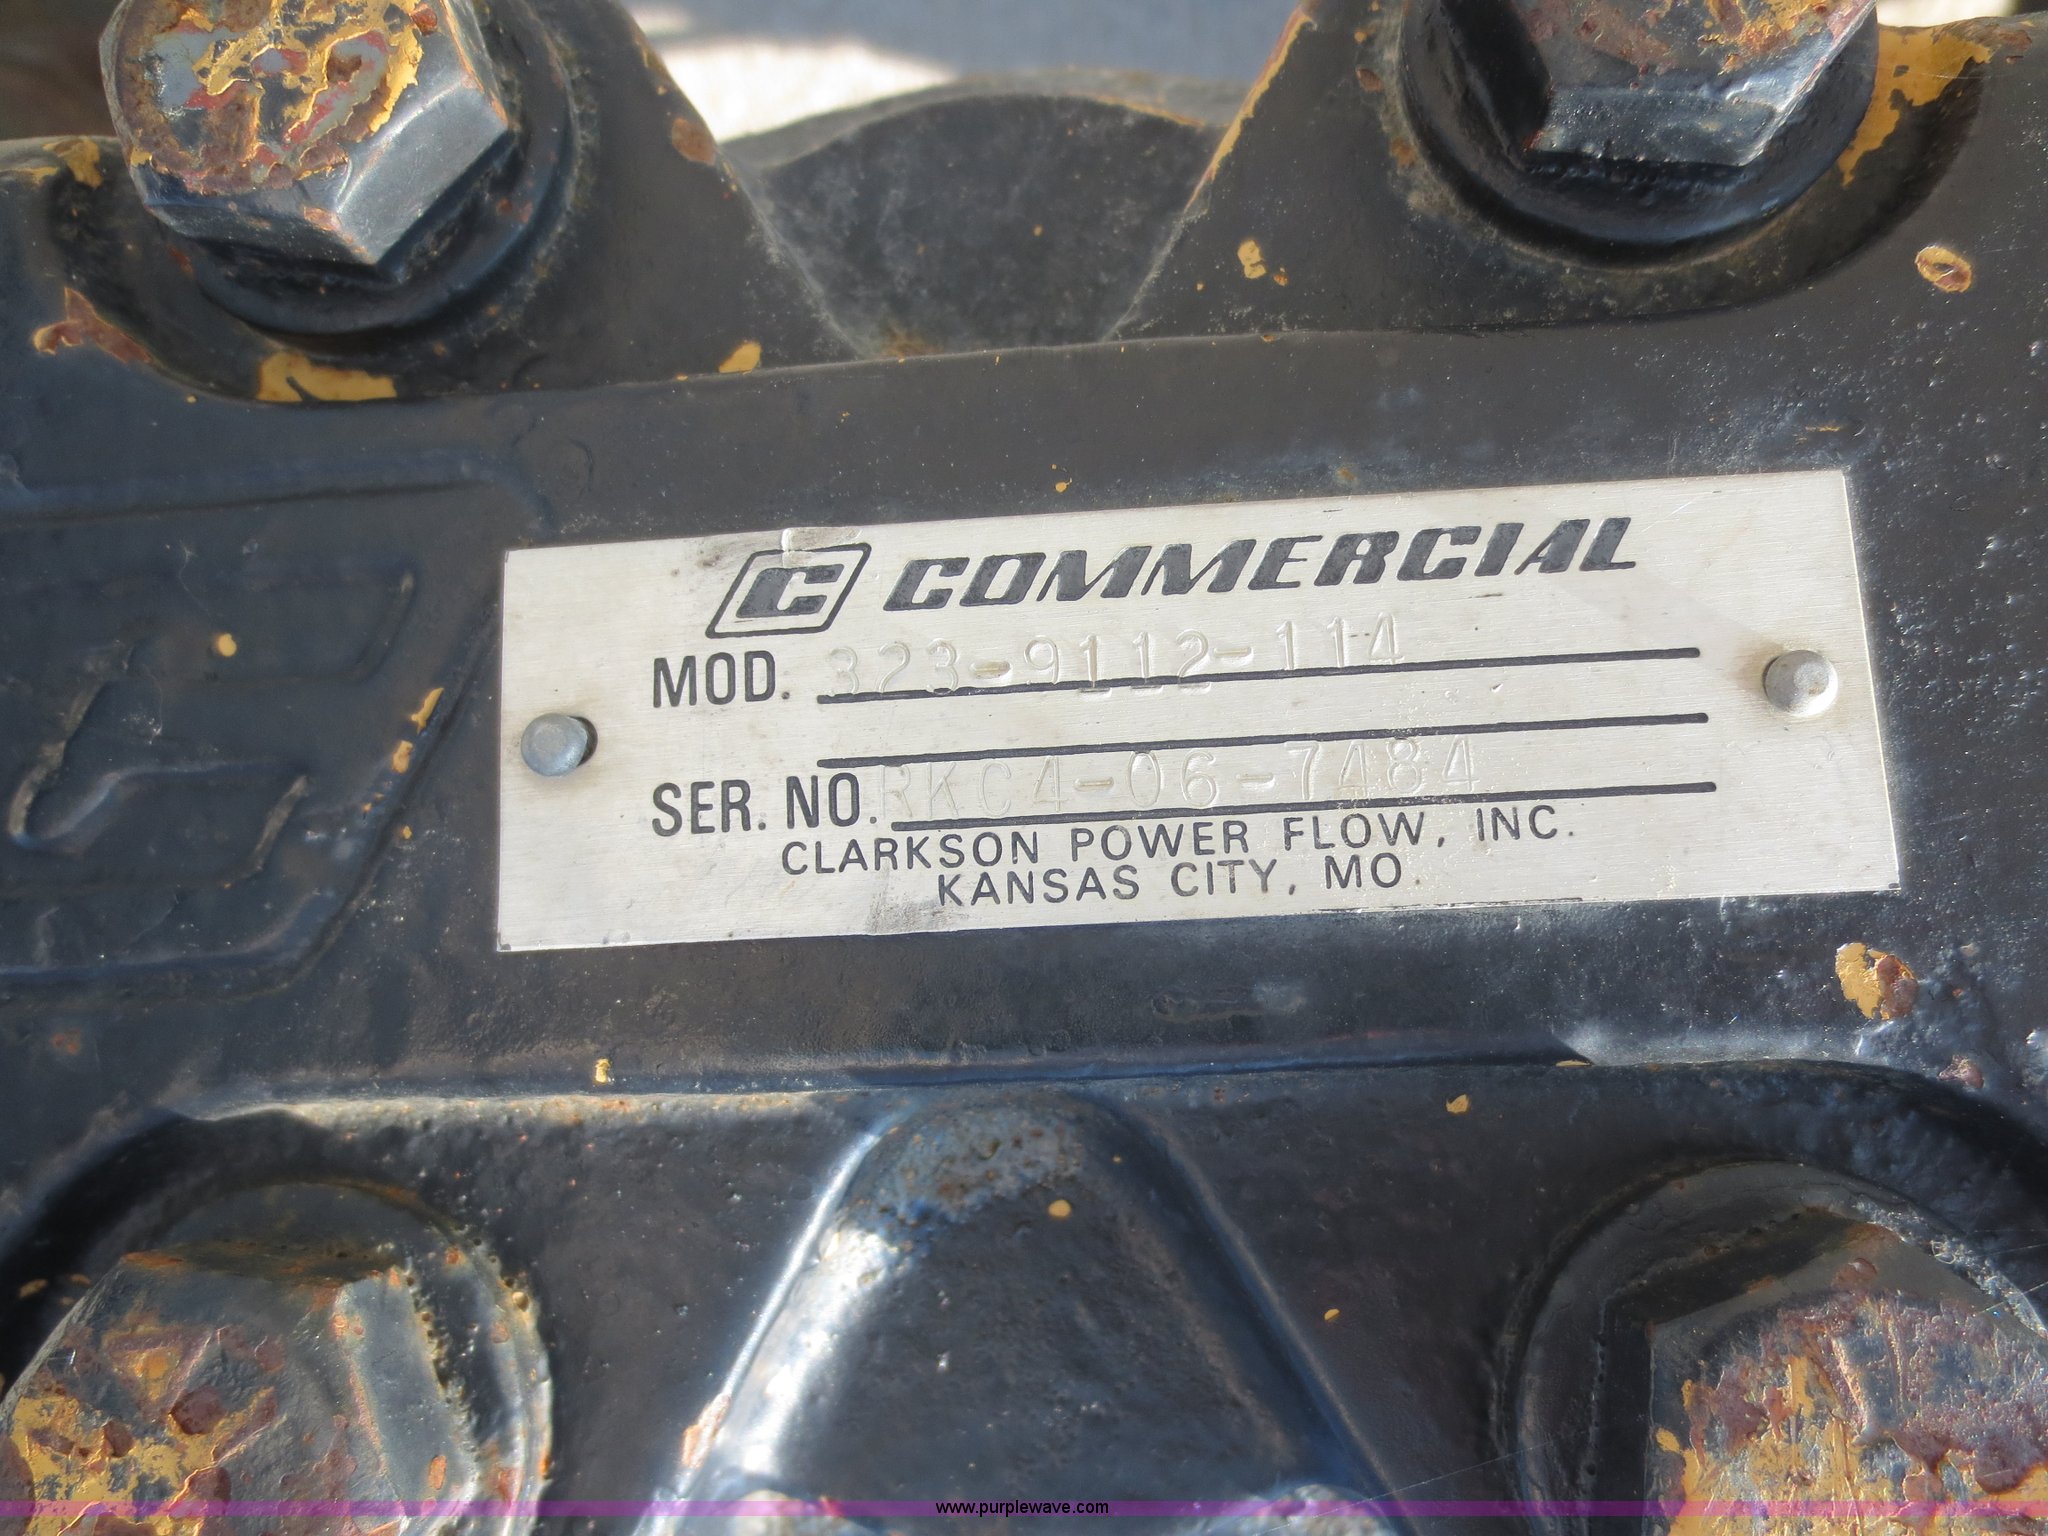 C COMMERCIAL
MOD. 323-9112-114
SER. NO. RKC4-06-7484
CLARKSON POWER FLOW, INC.
KANSAS CITY, MO.
www.purplewave.com